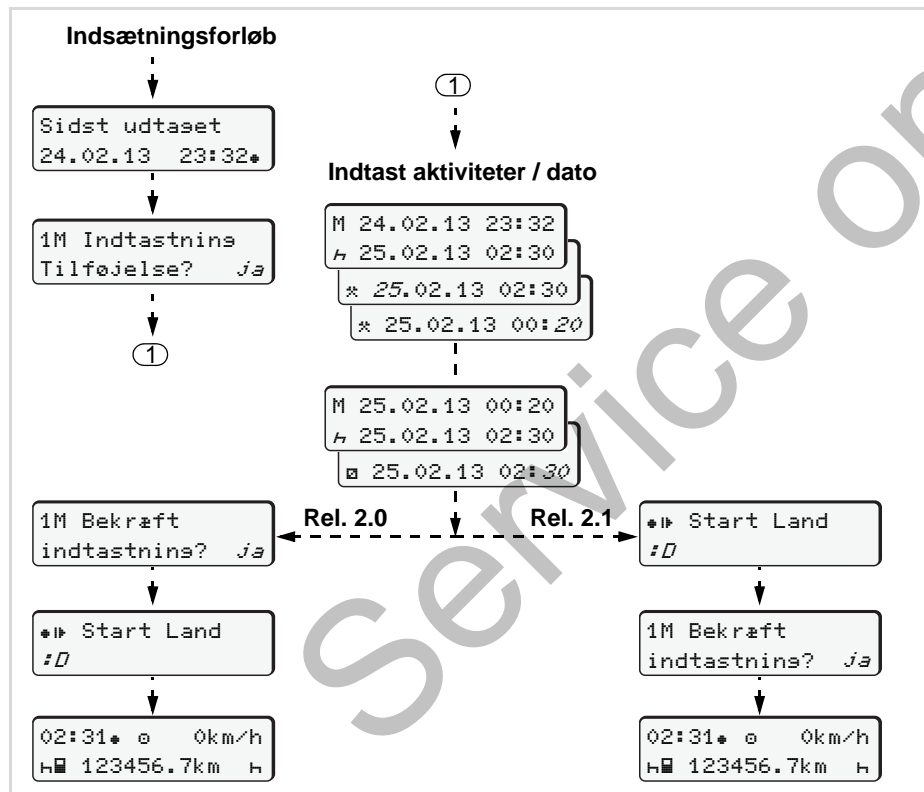 Indsætningsforløb
Sidst udtaget
24.02.13 23:32
1M Indtastning
Tilføjelse? ja
1
1
Indtast aktiviteter / dato
M 24.02.13 23:32
25.02.13 02:30
25.02.13 02:30
25.02.13 00:20
M 25.02.13 00:20
25.02.13 02:30
25.02.13 02:30
Rel. 2.0
Rel. 2.1
1M Bekræft
indtastning? ja
Start Land
:D
02:31 0km/h
123456.7km
Start Land
:D
1M Bekræft
indtastning? ja
02:31 0km/h
123456.7km
Service on